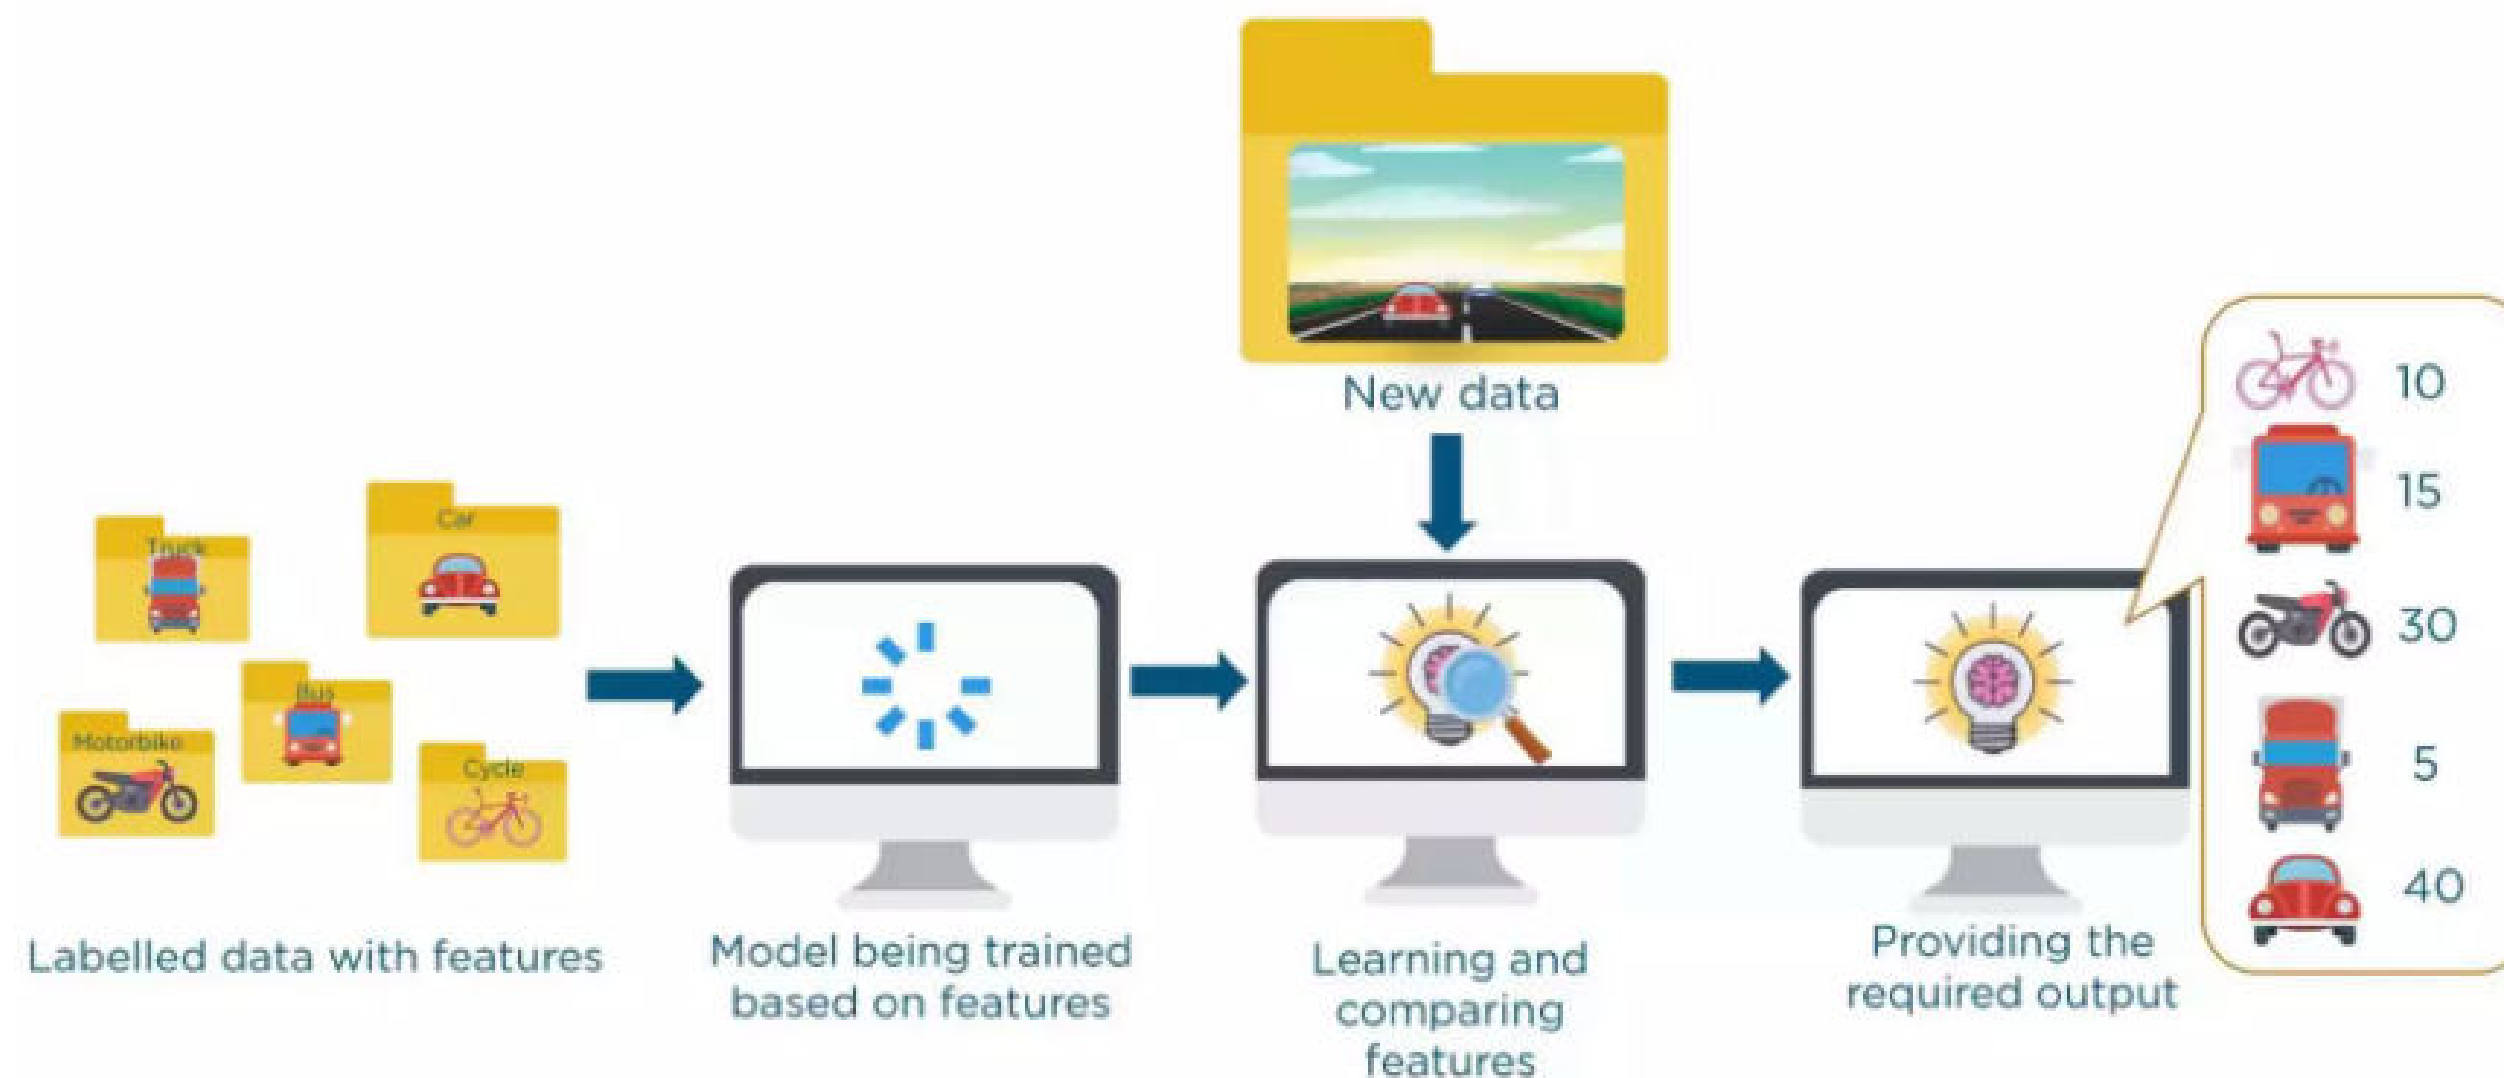 New data
Truck
Car
Motorbike
Bus
Cycle
10
15
30
5
40
Labelled data with features
Model being trained
based on features
Learning and
comparing
features
Providing the
required output